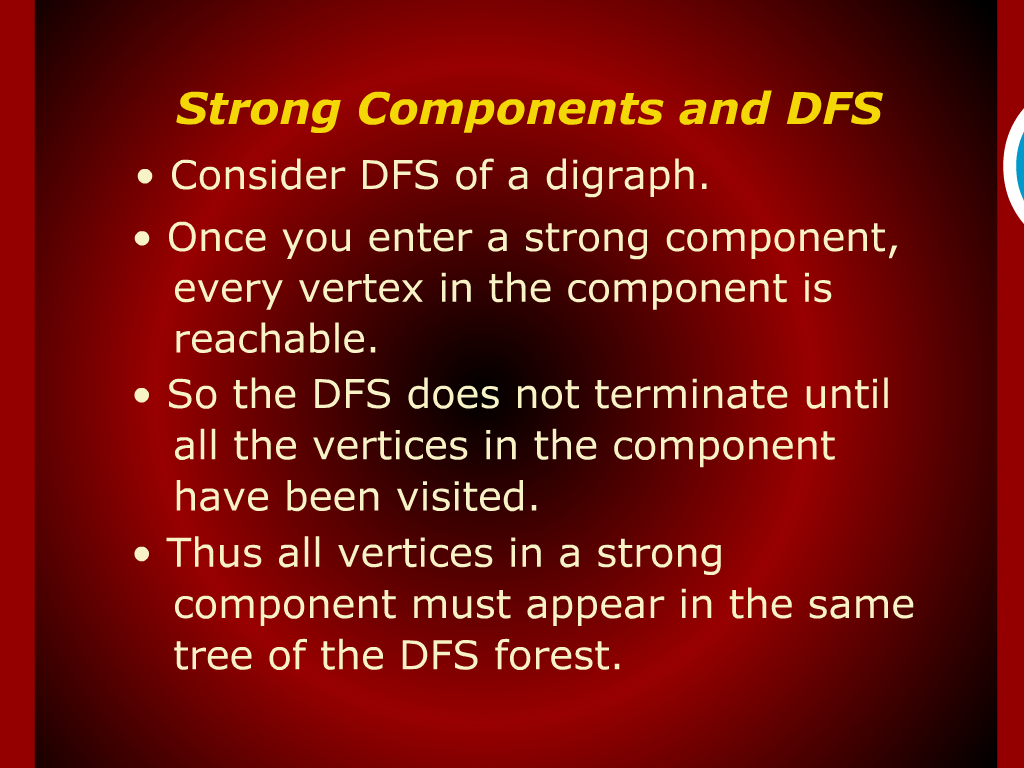 Strong Components and DFS
• Consider DFS of a digraph.
• Once you enter a strong component,
every vertex in the component is
reachable.
• So the DFS does not terminate until
all the vertices in the component
have been visited.
• Thus all vertices in a strong
component must appear in the same
tree of the DFS forest.